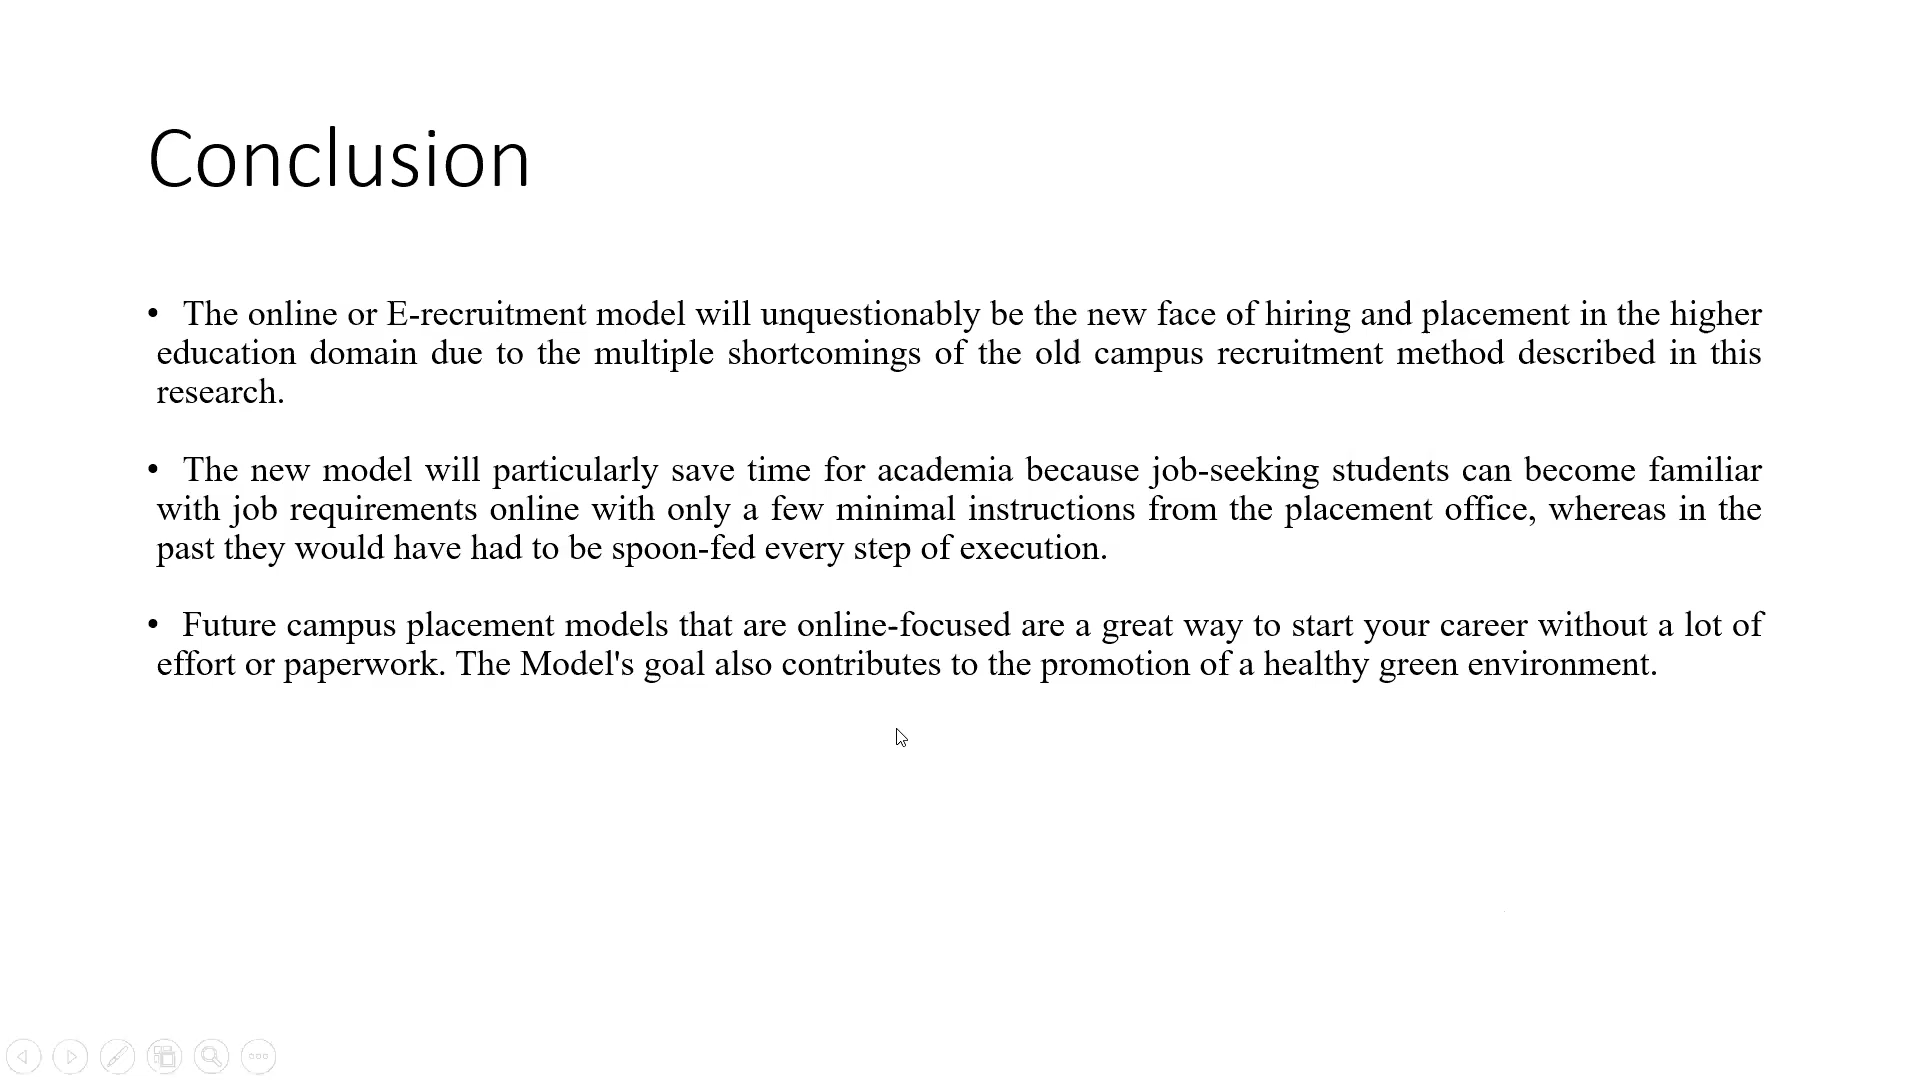 Conclusion
• The online or E-recruitment model will unquestionably be the new face of hiring and placement in the higher
education domain due to the multiple shortcomings of the old campus recruitment method described in this
research.
• The new model will particularly save time for academia because job-seeking students can become familiar
with job requirements online with only a few minimal instructions from the placement office, whereas in the
past they would have had to be spoon-fed every step of execution.
• Future campus placement models that are online-focused are a great way to start your career without a lot of
effort or paperwork. The Model's goal also contributes to the promotion of a healthy green environment.